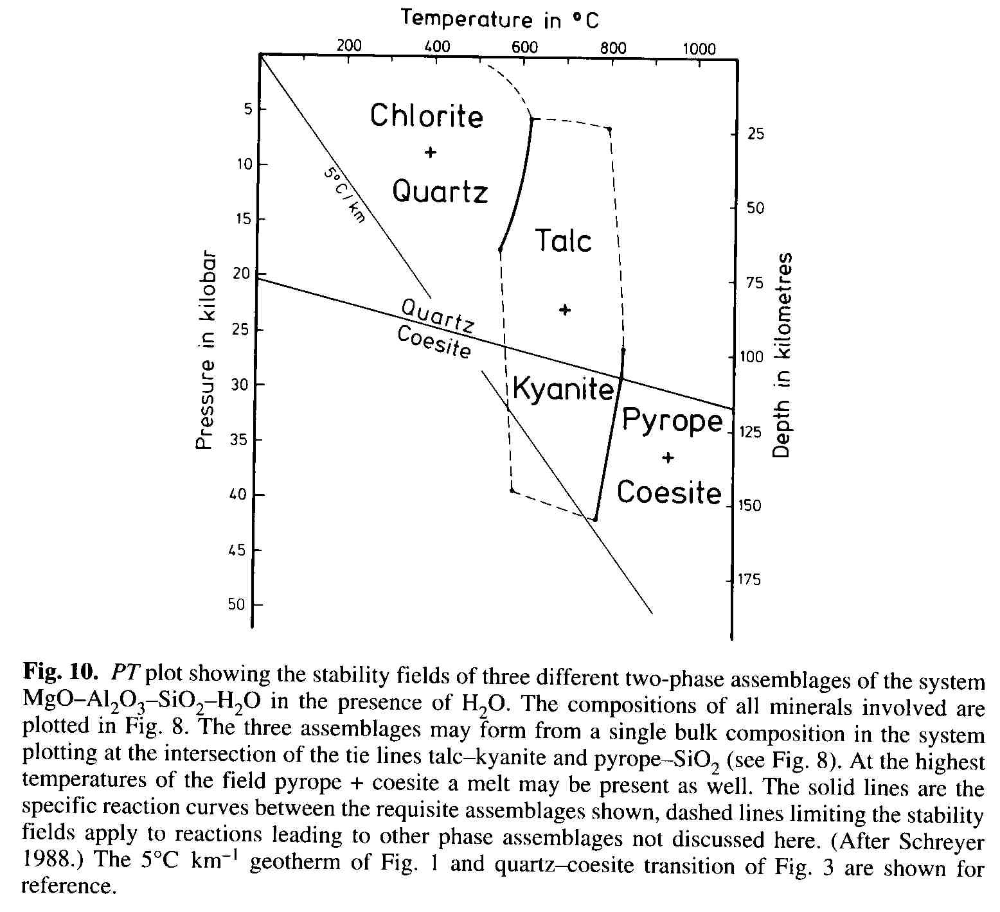 Temperature in °C
200 400 600 800 1000
Chlorite
+
Quartz
5°C/km
Talc
+
Kyanite
Quartz
Coesite
Pyrope
+
Coesite
Pressure in kilobar
5
10
15
20
25
30
35
40
45
50
Depth in kilometres
25
50
75
100
125
150
175
Fig. 10. PT plot showing the stability fields of three different two-phase assemblages of the system
MgO–Al₂O₃–SiO₂–H₂O in the presence of H₂O. The compositions of all minerals involved are
plotted in Fig. 8. The three assemblages may form from a single bulk composition in the system
plotting at the intersection of the tie lines talc–kyanite and pyrope–SiO₂ (see Fig. 8). At the highest
temperatures of the field pyrope + coesite a melt may be present as well. The solid lines are the
specific reaction curves between the requisite assemblages shown, dashed lines limiting the stability
fields apply to reactions leading to other phase assemblages not discussed here. (After Schreyer
1988.) The 5°C km⁻¹ geotherm of Fig. 1 and quartz–coesite transition of Fig. 3 are shown for
reference.